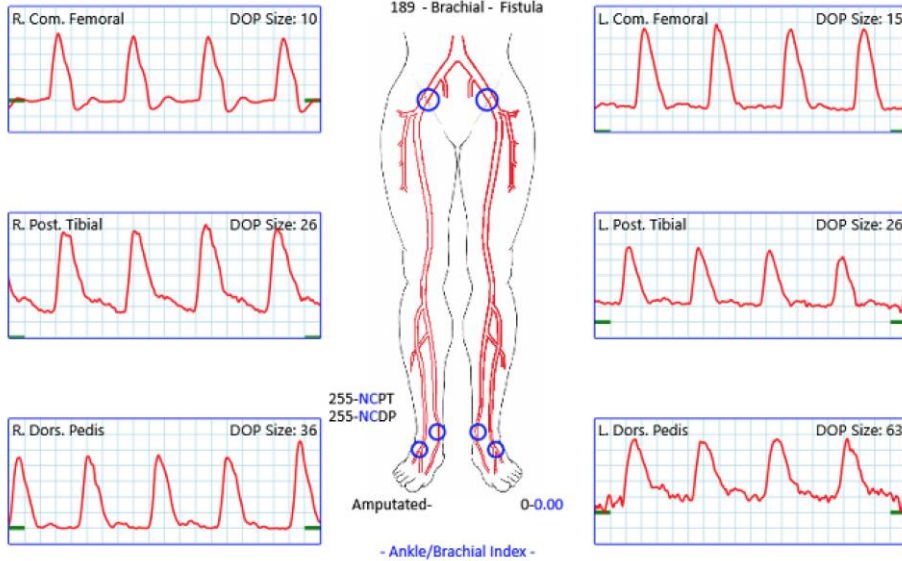 189 - Brachial - Fistula
R. Com. Femoral DOP Size: 10
L. Com. Femoral DOP Size: 15
R. Post. Tibial DOP Size: 26
L. Post. Tibial DOP Size: 26
255-NCPT
255-NCDP
R. Dors. Pedis DOP Size: 36
L. Dors. Pedis DOP Size: 63
Amputated- 0-0.00
- Ankle/Brachial Index -